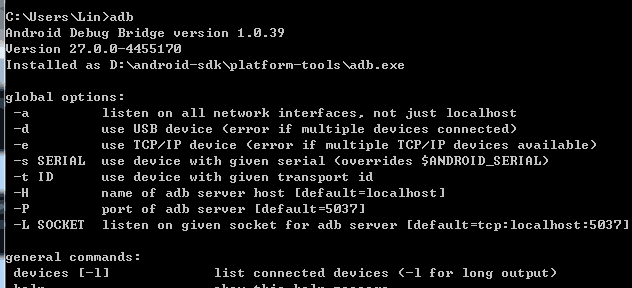 C:\Users\Lin>adb
Android Debug Bridge version 1.0.39
Version 27.0.0-4455170
Installed as D:\android-sdk\platform-tools\adb.exe
global options:
-a listen on all network interfaces, not just localhost
-d use USB device (error if multiple devices connected)
-e use TCP/IP device (error if multiple TCP/IP devices available)
-s SERIAL use device with given serial (overrides $ANDROID_SERIAL)
-t ID use device with given transport id
-H name of adb server host [default=localhost]
-P port of adb server [default=5037]
-L SOCKET listen on given socket for adb server [default=tcp:localhost:5037]
general commands:
devices [-l] list connected devices (-l for long output)
help show this help message